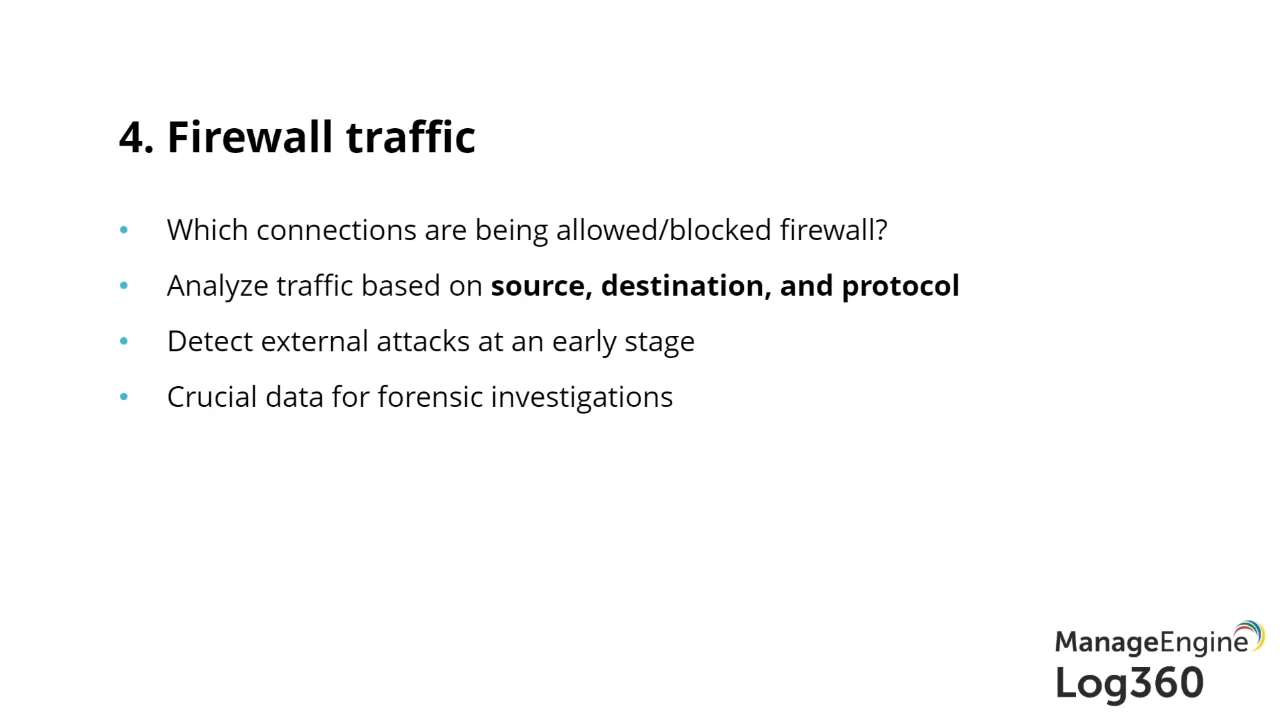 4. Firewall traffic
• Which connections are being allowed/blocked firewall?
• Analyze traffic based on source, destination, and protocol
• Detect external attacks at an early stage
• Crucial data for forensic investigations
ManageEngine
Log360